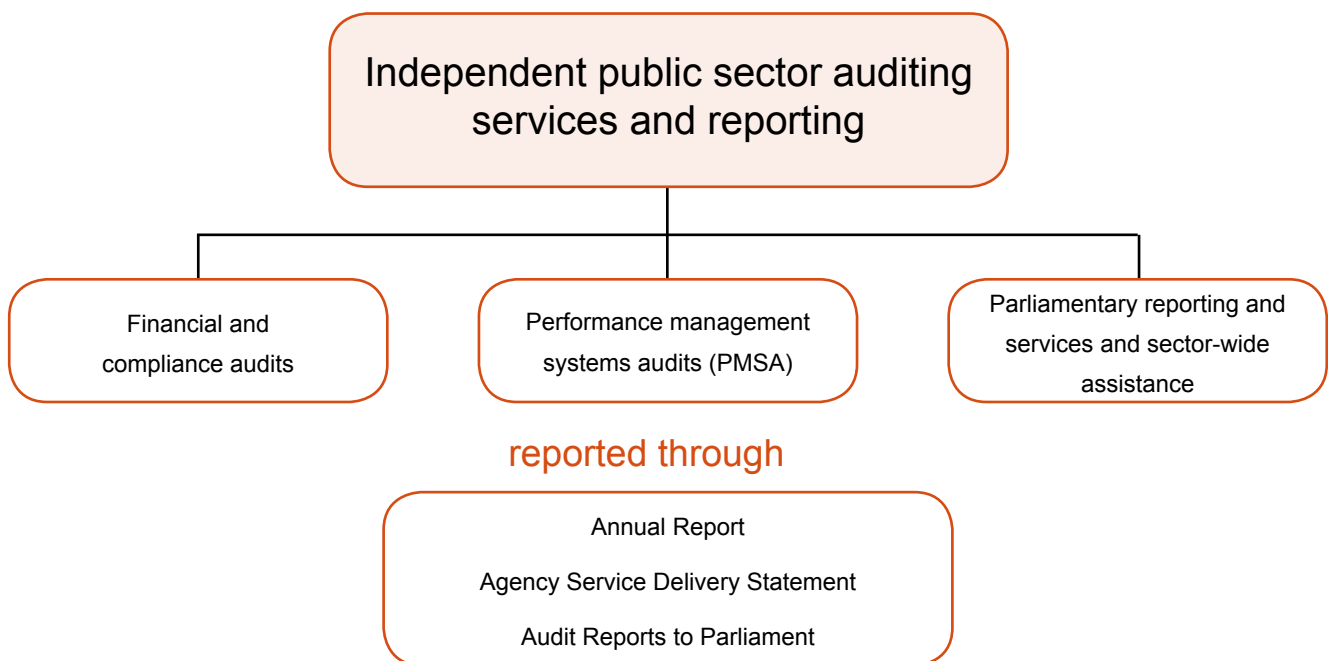 Independent public sector auditing
services and reporting
Financial and
compliance audits
Performance management
systems audits (PMSA)
Parliamentary reporting and
services and sector-wide
assistance
reported through
Annual Report
Agency Service Delivery Statement
Audit Reports to Parliament